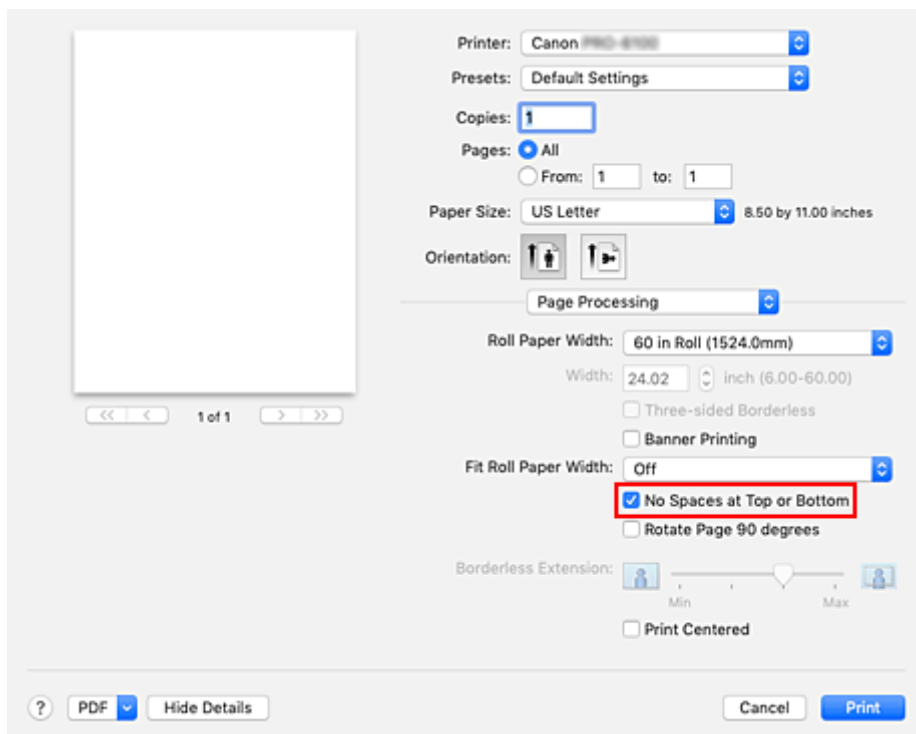 Printer: Canon
Presets: Default Settings
Copies: 1
Pages: All
From: 1 to: 1
Paper Size: US Letter 8.50 by 11.00 inches
Orientation:
Page Processing
Roll Paper Width: 60 in Roll (1524.0mm)
Width: 24.02 inch (6.00-60.00)
Three-sided Borderless
1 of 1
Banner Printing
Fit Roll Paper Width: Off
No Spaces at Top or Bottom
Rotate Page 90 degrees
Borderless Extension:
Min Max
Print Centered
? PDF Hide Details Cancel Print